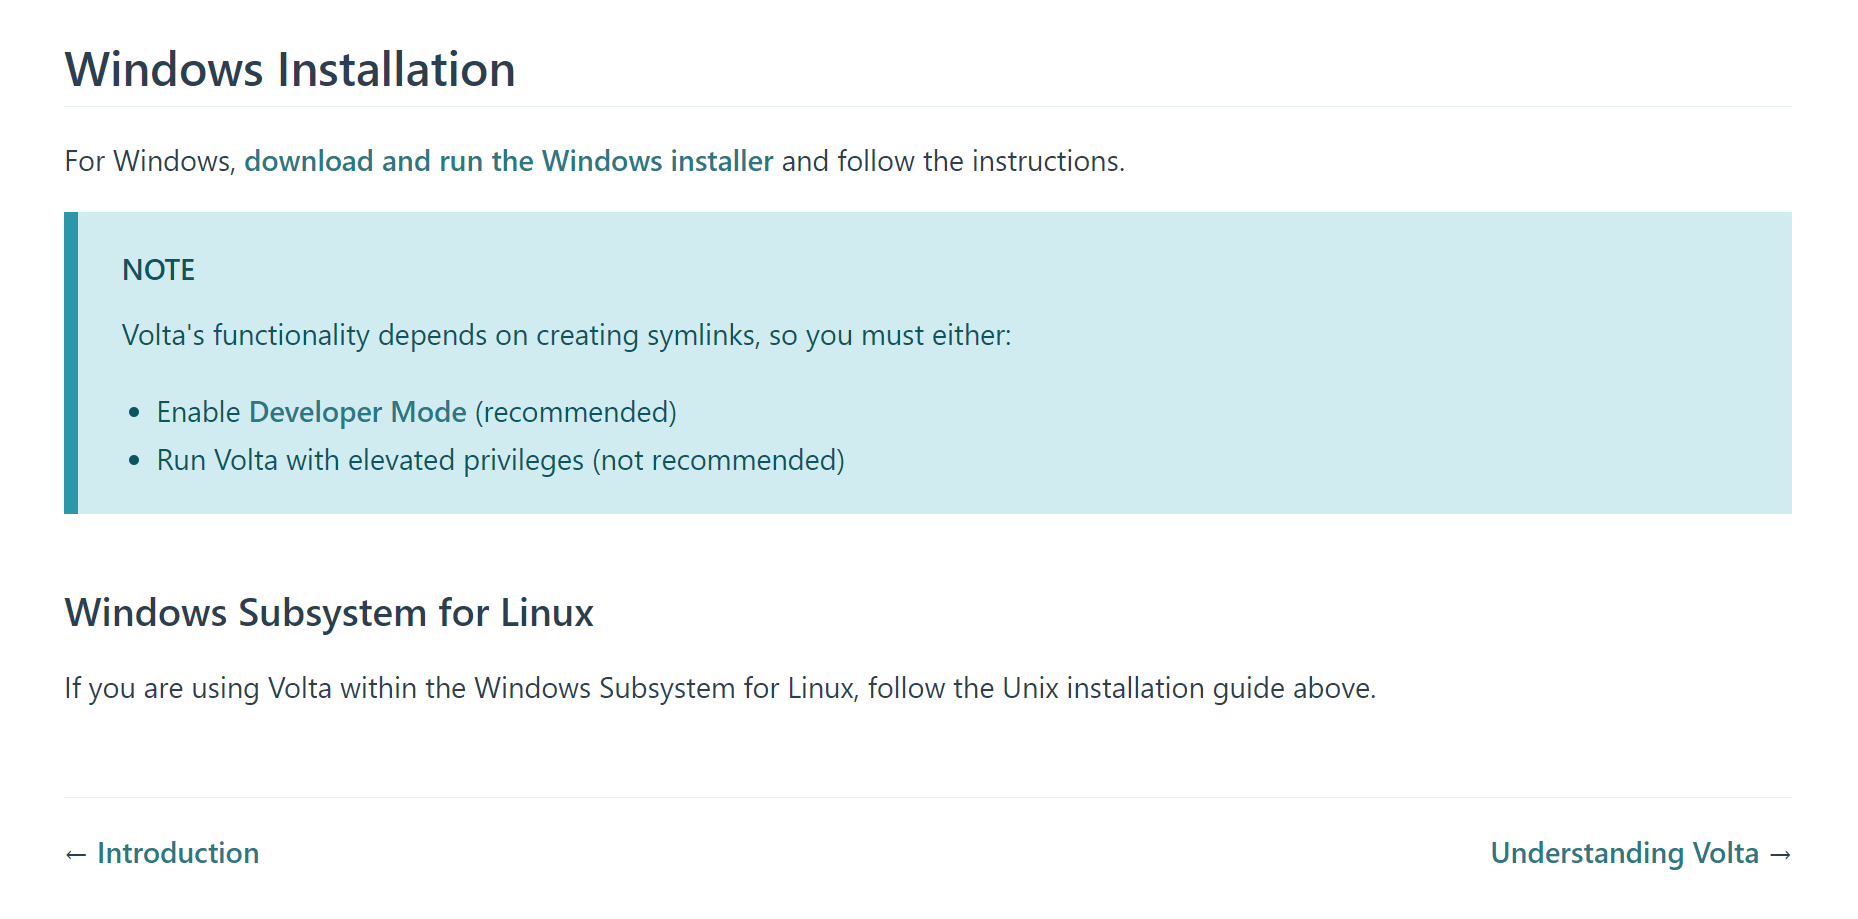 Windows Installation
For Windows, download and run the Windows installer and follow the instructions.
NOTE
Volta's functionality depends on creating symlinks, so you must either:
• Enable Developer Mode (recommended)
• Run Volta with elevated privileges (not recommended)
Windows Subsystem for Linux
If you are using Volta within the Windows Subsystem for Linux, follow the Unix installation guide above.
← Introduction
Understanding Volta →